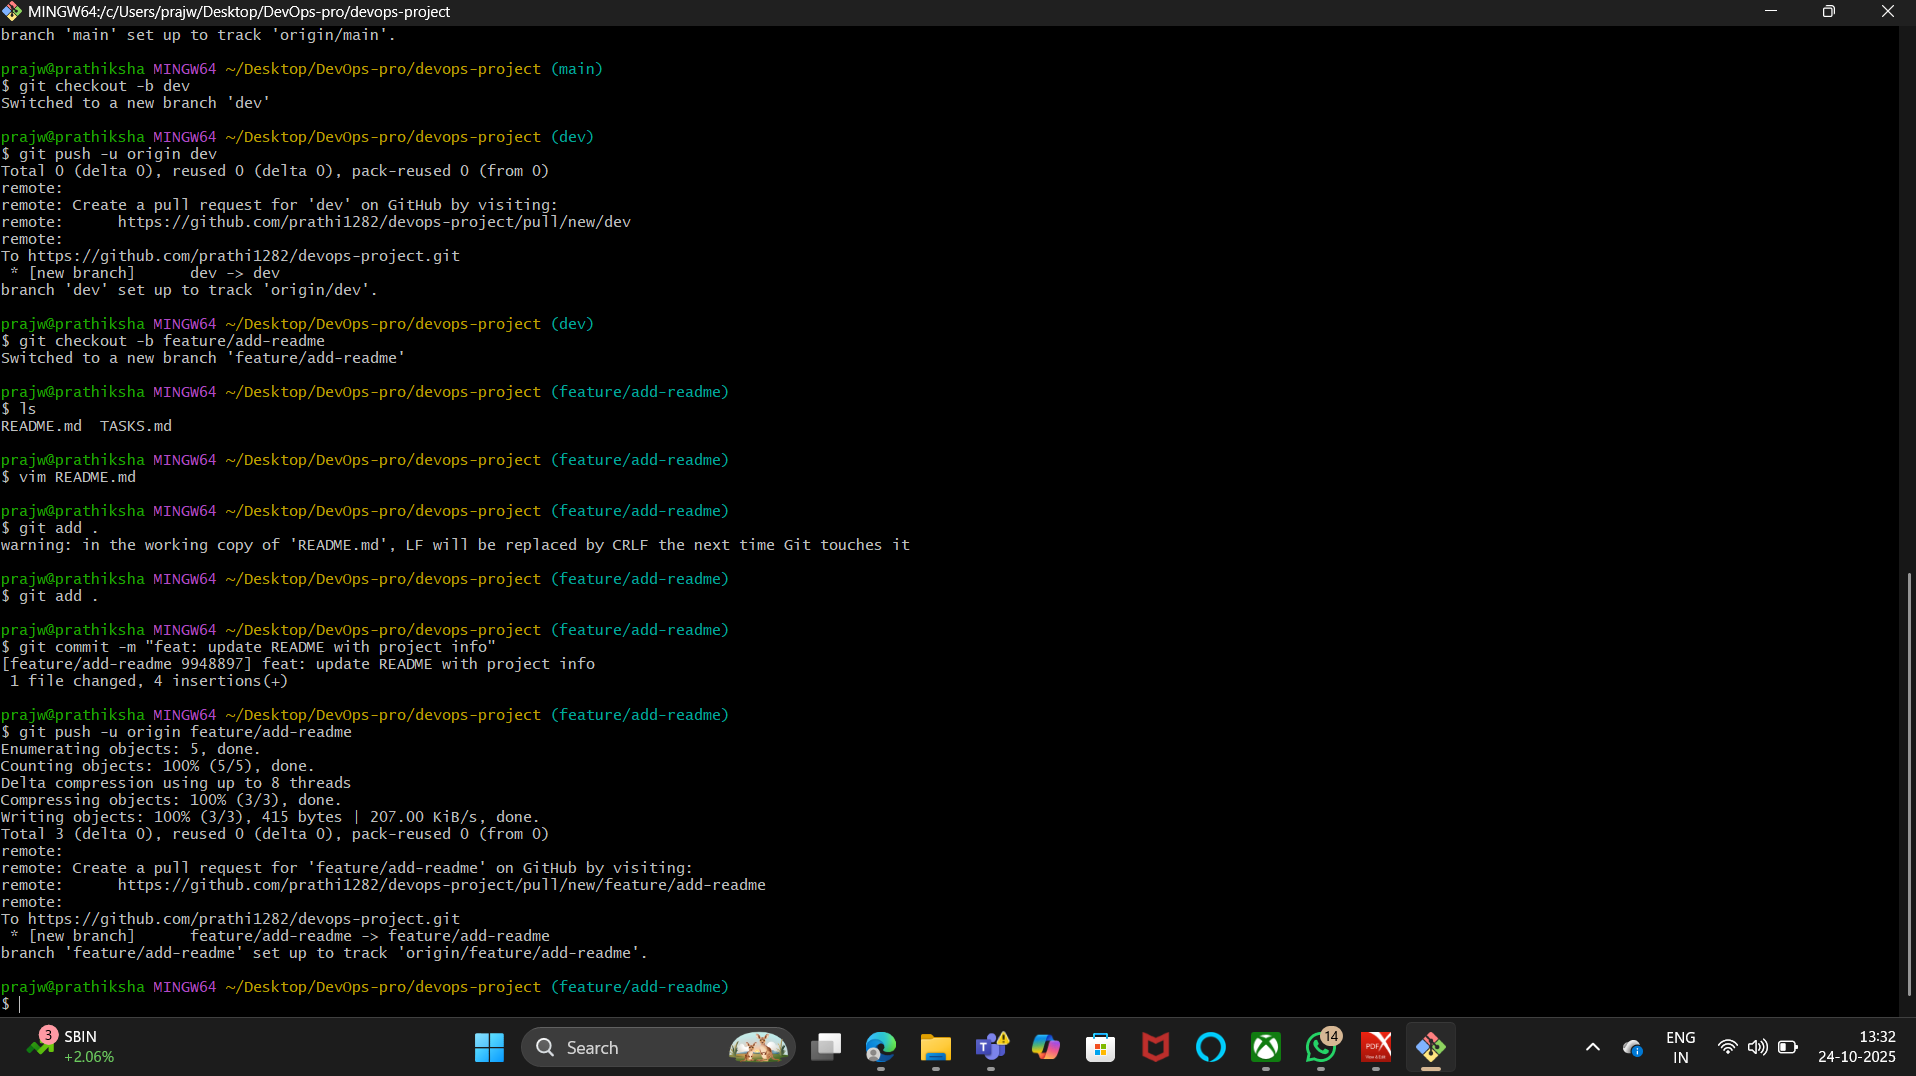 MINGW64:/c/Users/prajw/Desktop/DevOps-pro/devops-project
branch 'main' set up to track 'origin/main'.
prajw@prathiksha MINGW64 ~/Desktop/DevOps-pro/devops-project (main)
$ git checkout -b dev
Switched to a new branch 'dev'
prajw@prathiksha MINGW64 ~/Desktop/DevOps-pro/devops-project (dev)
$ git push -u origin dev
Total 0 (delta 0), reused 0 (delta 0), pack-reused 0 (from 0)
remote:
remote: Create a pull request for 'dev' on GitHub by visiting:
remote:      https://github.com/prathi1282/devops-project/pull/new/dev
remote:
To https://github.com/prathi1282/devops-project.git
 * [new branch]      dev -> dev
branch 'dev' set up to track 'origin/dev'.
prajw@prathiksha MINGW64 ~/Desktop/DevOps-pro/devops-project (dev)
$ git checkout -b feature/add-readme
Switched to a new branch 'feature/add-readme'
prajw@prathiksha MINGW64 ~/Desktop/DevOps-pro/devops-project (feature/add-readme)
$ ls
README.md  TASKS.md
prajw@prathiksha MINGW64 ~/Desktop/DevOps-pro/devops-project (feature/add-readme)
$ vim README.md
prajw@prathiksha MINGW64 ~/Desktop/DevOps-pro/devops-project (feature/add-readme)
$ git add .
warning: in the working copy of 'README.md', LF will be replaced by CRLF the next time Git touches it
prajw@prathiksha MINGW64 ~/Desktop/DevOps-pro/devops-project (feature/add-readme)
$ git add .
prajw@prathiksha MINGW64 ~/Desktop/DevOps-pro/devops-project (feature/add-readme)
$ git commit -m "feat: update README with project info"
[feature/add-readme 9948897] feat: update README with project info
 1 file changed, 4 insertions(+)
prajw@prathiksha MINGW64 ~/Desktop/DevOps-pro/devops-project (feature/add-readme)
$ git push -u origin feature/add-readme
Enumerating objects: 5, done.
Counting objects: 100% (5/5), done.
Delta compression using up to 8 threads
Compressing objects: 100% (3/3), done.
Writing objects: 100% (3/3), 415 bytes | 207.00 KiB/s, done.
Total 3 (delta 0), reused 0 (delta 0), pack-reused 0 (from 0)
remote:
remote: Create a pull request for 'feature/add-readme' on GitHub by visiting:
remote:      https://github.com/prathi1282/devops-project/pull/new/feature/add-readme
remote:
To https://github.com/prathi1282/devops-project.git
 * [new branch]      feature/add-readme -> feature/add-readme
branch 'feature/add-readme' set up to track 'origin/feature/add-readme'.
prajw@prathiksha MINGW64 ~/Desktop/DevOps-pro/devops-project (feature/add-readme)
$
3 SBIN
+2.06%
Search
14
PDF
ENG
IN
13:32
24-10-2025